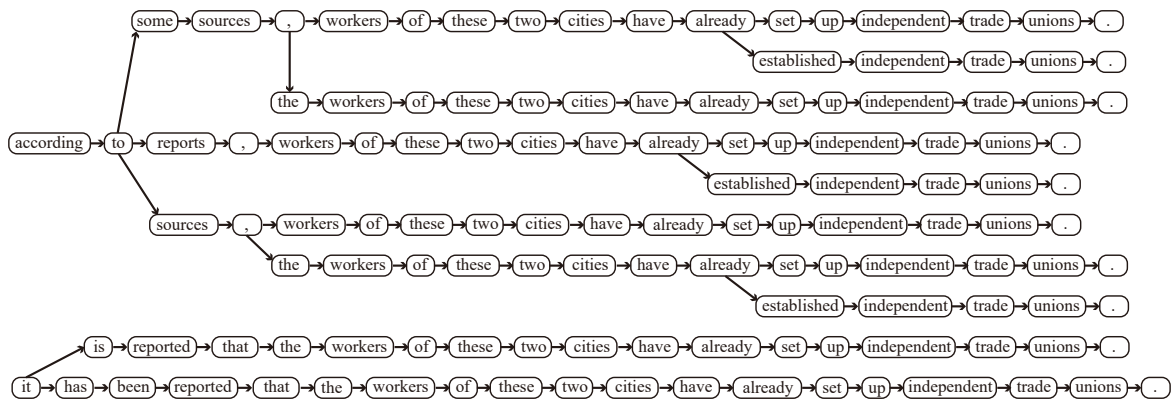 some sources , workers of these two cities have already set up independent trade unions .
established independent trade unions .
the workers of these two cities have already set up independent trade unions .
according to reports , workers of these two cities have already set up independent trade unions .
established independent trade unions .
sources , workers of these two cities have already set up independent trade unions .
the workers of these two cities have already set up independent trade unions .
established independent trade unions .
is reported that the workers of these two cities have already set up independent trade unions .
it has been reported that the workers of these two cities have already set up independent trade unions .